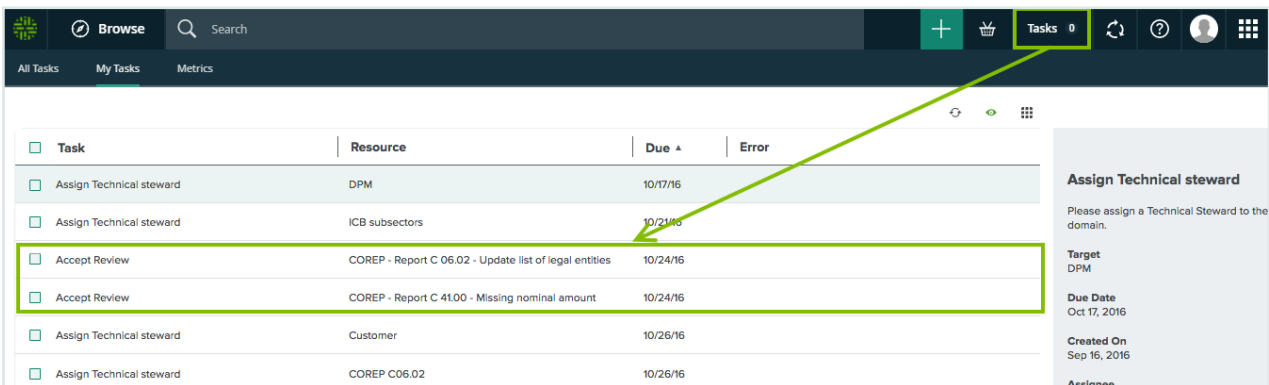 Browse Search Tasks 0
All Tasks My Tasks Metrics
Task Resource Due Error
Assign Technical steward DPM 10/17/16
Assign Technical steward ICB subsectors 10/21/16
Accept Review COREP - Report C 06.02 - Update list of legal entities 10/24/16
Accept Review COREP - Report C 41.00 - Missing nominal amount 10/24/16
Assign Technical steward Customer 10/26/16
Assign Technical steward COREP C06.02 10/26/16
Assign Technical steward
Please assign a Technical Steward to the
domain.
Target
DPM
Due Date
Oct 17, 2016
Created On
Sep 16, 2016
Assignee